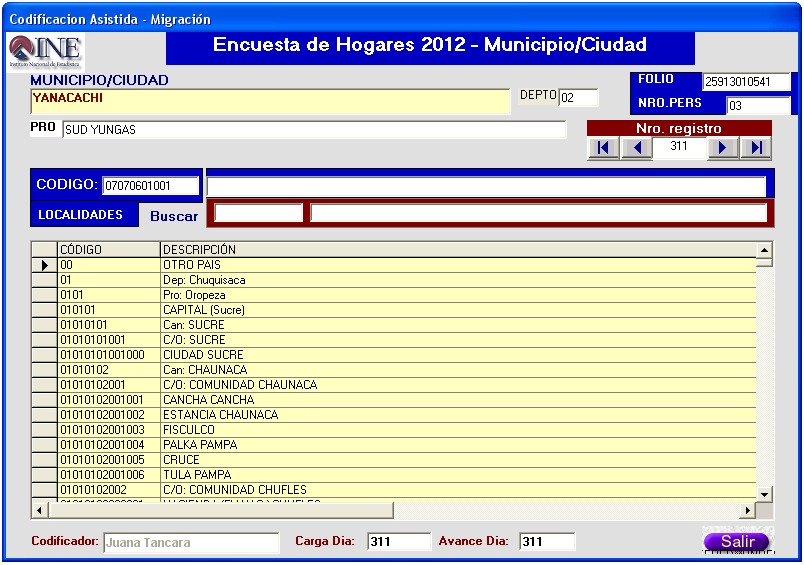 Codificacion Asistida - Migración
INE
Instituto Nacional de Estadística
Encuesta de Hogares 2012 - Municipio/Ciudad
MUNICIPIO/CIUDAD
YANACACHI
DEPTO 02
FOLIO 25913010541
NRO.PERS 03
PRO SUD YUNGAS
Nro. registro
311
CODIGO: 07070601001
LOCALIDADES Buscar
CÓDIGO DESCRIPCIÓN
00 OTRO PAIS
01 Dep: Chuquisaca
0101 Pro: Oropeza
010101 CAPITAL (Sucre)
01010101 Can: SUCRE
01010101001 C/O: SUCRE
01010101001000 CIUDAD SUCRE
01010102 Can: CHAUNACA
01010102001 C/O: COMUNIDAD CHAUNACA
01010102001001 CANCHA CANCHA
01010102001002 ESTANCIA CHAUNACA
01010102001003 FISCULCO
01010102001004 PALKA PAMPA
01010102001005 CRUCE
01010102001006 TULA PAMPA
01010102002 C/O: COMUNIDAD CHUFLES
Codificador: Juana Tancara
Carga Dia: 311
Avance Dia: 311
Salir